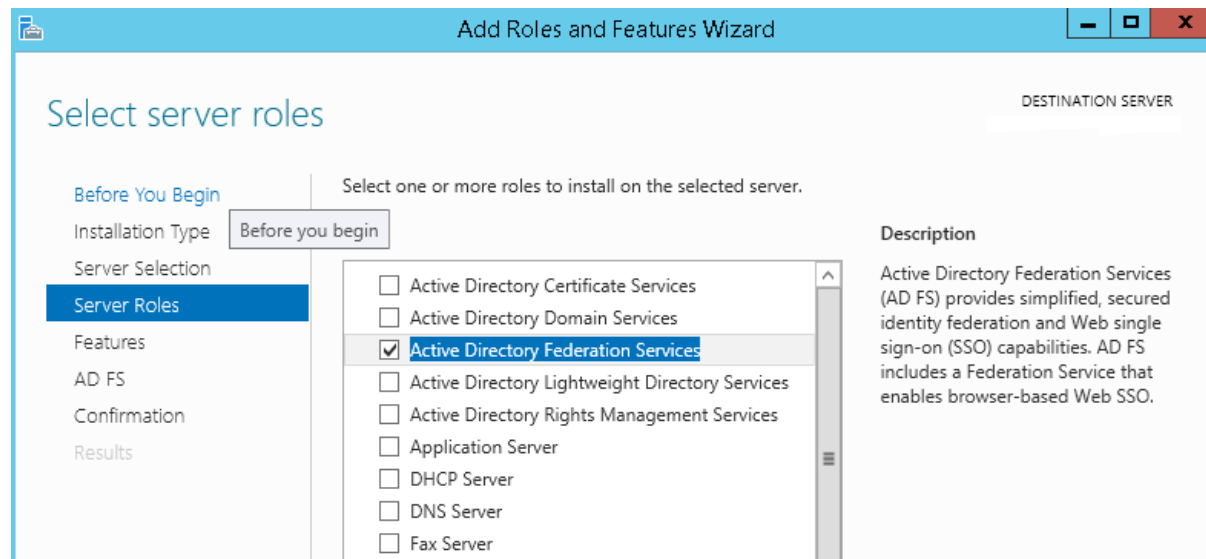 Add Roles and Features Wizard
Select server roles
DESTINATION SERVER
Before You Begin
Installation Type
Before you begin
Server Selection
Server Roles
Features
AD FS
Confirmation
Results
Select one or more roles to install on the selected server.
Active Directory Certificate Services
Active Directory Domain Services
Active Directory Federation Services
Active Directory Lightweight Directory Services
Active Directory Rights Management Services
Application Server
DHCP Server
DNS Server
Fax Server
Description
Active Directory Federation Services
(AD FS) provides simplified, secured
identity federation and Web single
sign-on (SSO) capabilities. AD FS
includes a Federation Service that
enables browser-based Web SSO.